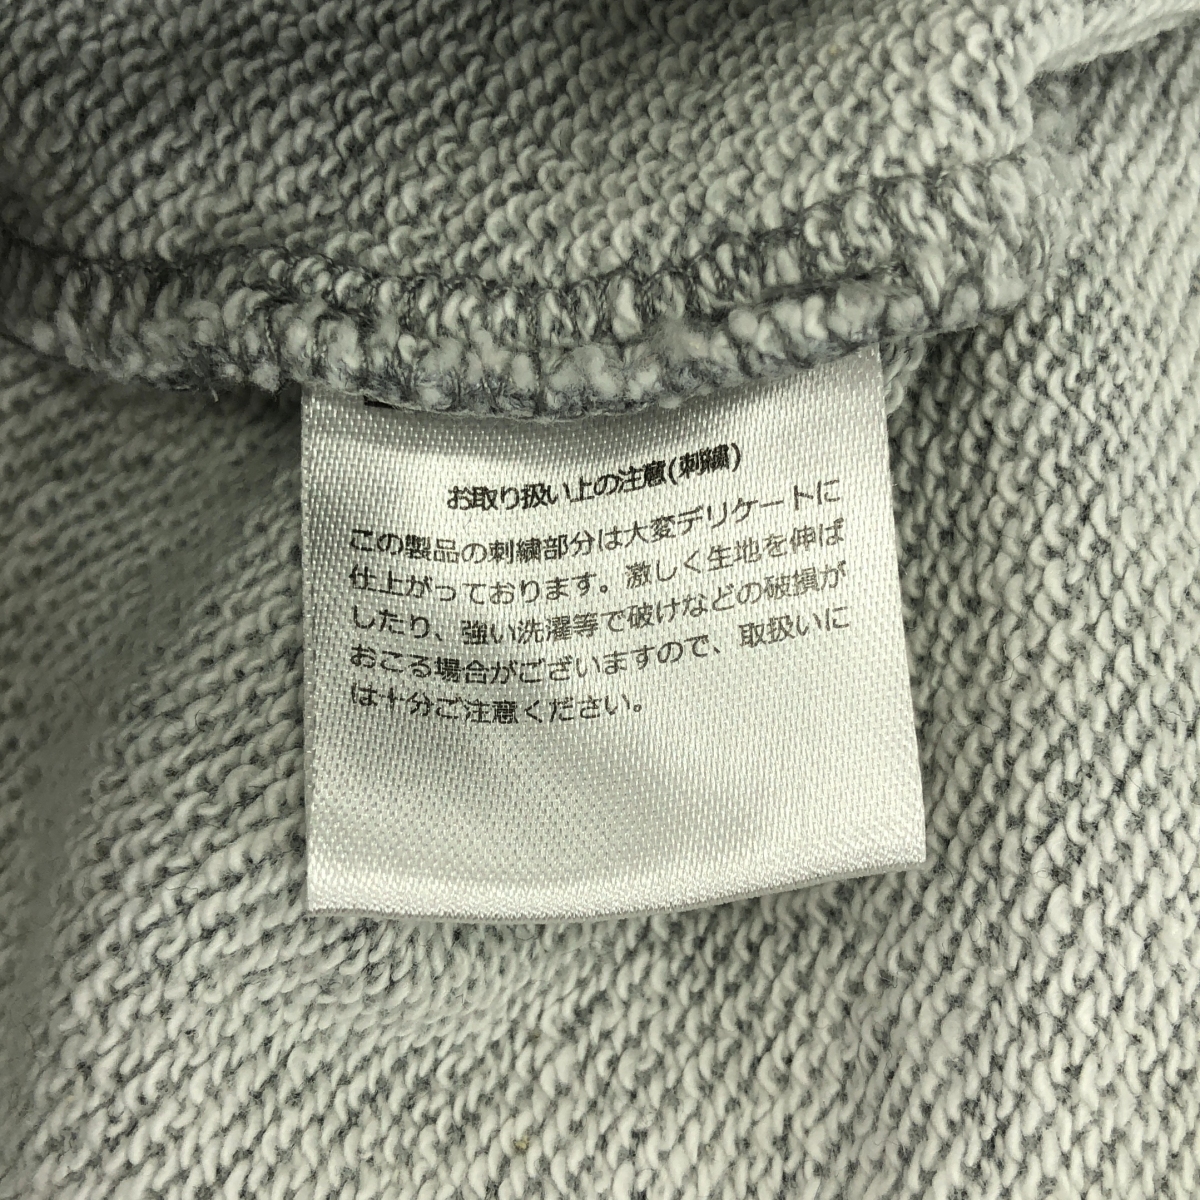 お取り扱い上の注意(刺繍)
この製品の刺繍部分は大変デリケートに
仕上がっております。激しく生地を伸ば
したり、強い洗濯等で破けなどの破損が
おこる場合がございますので、取扱いに
は十分ご注意ください。